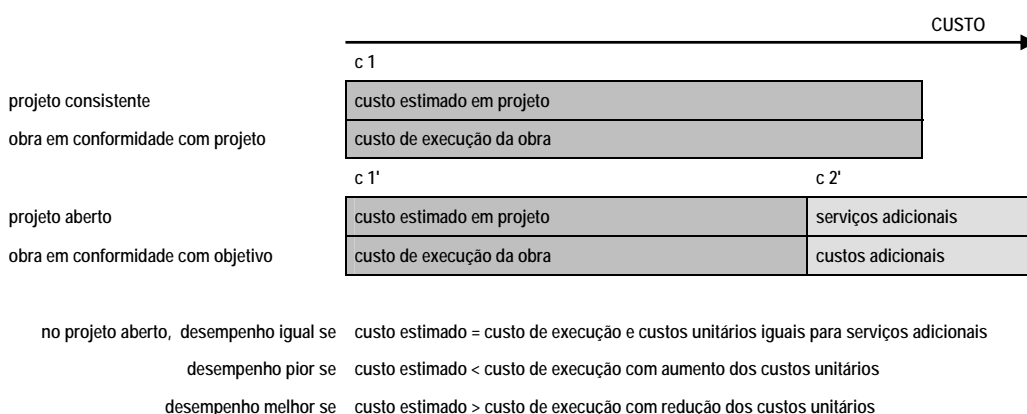 CUSTO
c 1
projeto consistente custo estimado em projeto
obra em conformidade com projeto custo de execução da obra
c 1' c 2'
projeto aberto custo estimado em projeto serviços adicionais
obra em conformidade com objetivo custo de execução da obra custos adicionais
no projeto aberto, desempenho igual se custo estimado = custo de execução e custos unitários iguais para serviços adicionais
desempenho pior se custo estimado < custo de execução com aumento dos custos unitários
desempenho melhor se custo estimado > custo de execução com redução dos custos unitários